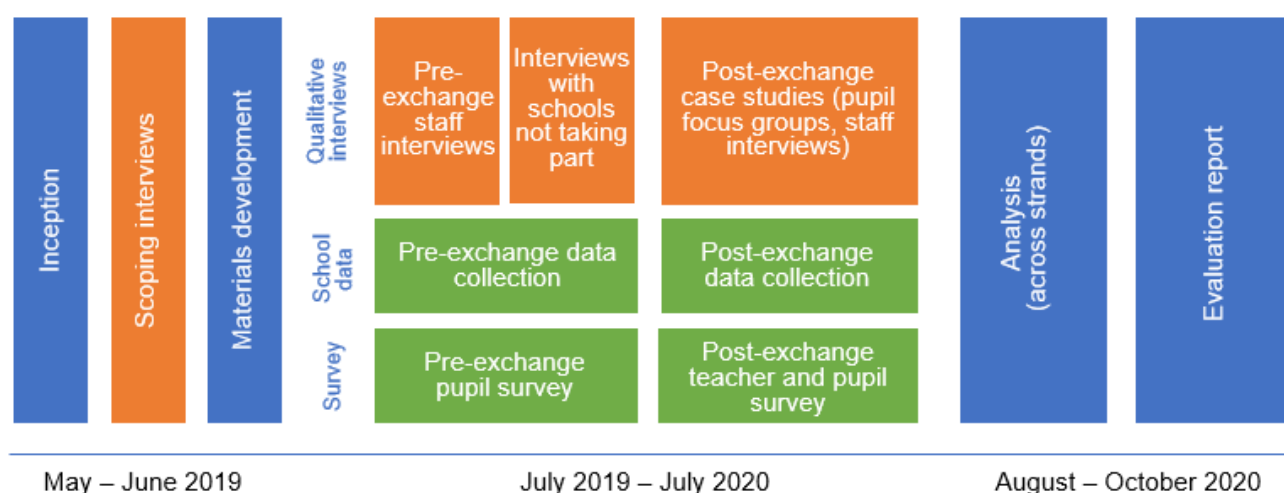 Inception
Scoping interviews
Materials development
Qualitative
interviews
Pre-
exchange
staff
interviews
Interviews
with
schools
not taking
part
Post-exchange
case studies (pupil
focus groups, staff
interviews)
School
data
Pre-exchange data
collection
Post-exchange
data collection
Survey
Pre-exchange
pupil survey
Post-exchange
teacher and pupil
survey
Analysis
(across strands)
Evaluation report
May – June 2019
July 2019 – July 2020
August – October 2020